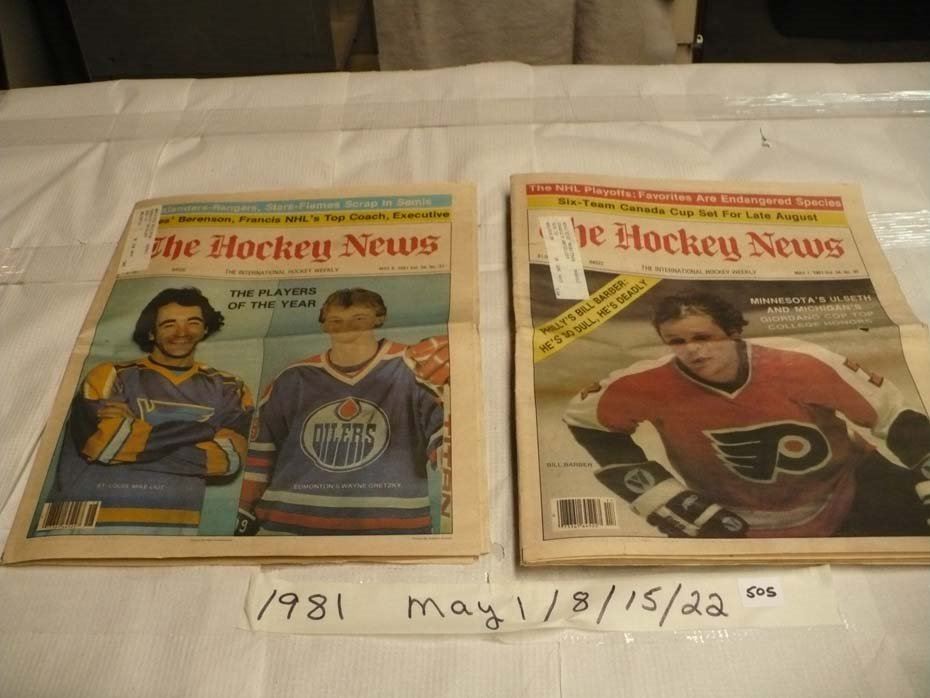 Islanders-Rangers, Stars-Flames Scrap In Semis
Berenson, Francis NHL's Top Coach, Executive
The Hockey News
THE INTERNATIONAL HOCKEY WEEKLY
THE PLAYERS
OF THE YEAR
OILERS
ST. LOUIS' MIKE LIUT
EDMONTON'S WAYNE GRETZKY
The NHL Playoffs: Favorites Are Endangered Species
Six-Team Canada Cup Set For Late August
he Hockey News
THE INTERNATIONAL HOCKEY WEEKLY
MAY 1, 1981
PHILLY'S BILL BARBER:
HE'S SO DULL, HE'S DEADLY
MINNESOTA'S ULSETH
AND MICHIGAN'S
GIORDANO COP TOP
COLLEGE HONORS
BILL BARBER
1981 may 1/8/15/22 505